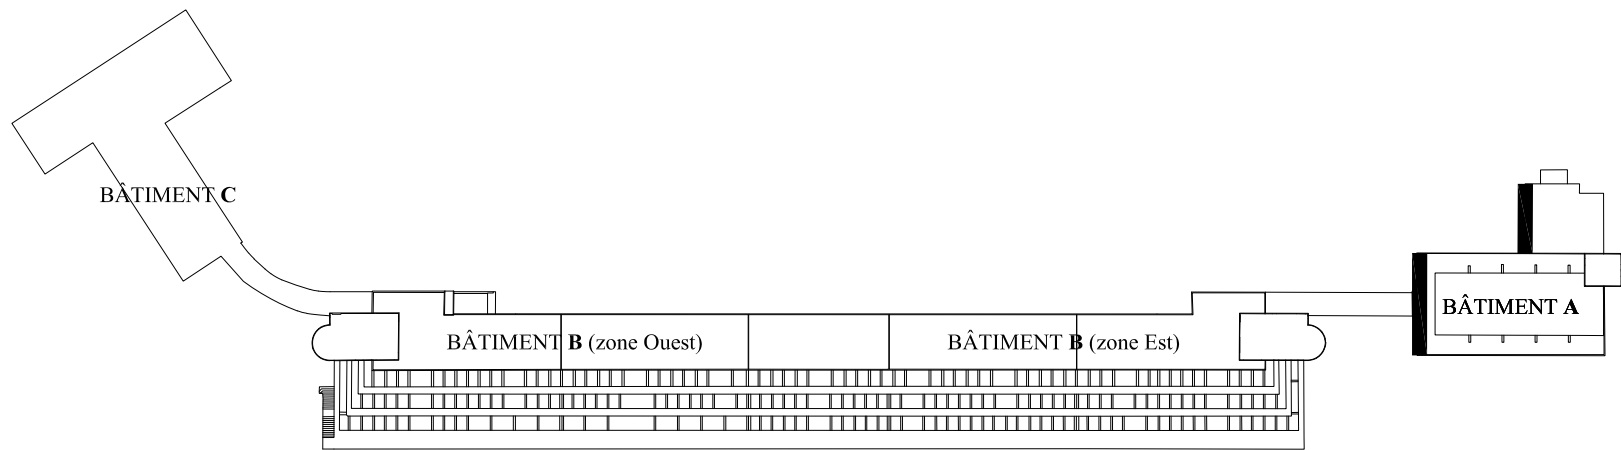 BÂTIMENT C
BÂTIMENT A
BÂTIMENT B (zone Ouest)
BÂTIMENT B (zone Est)